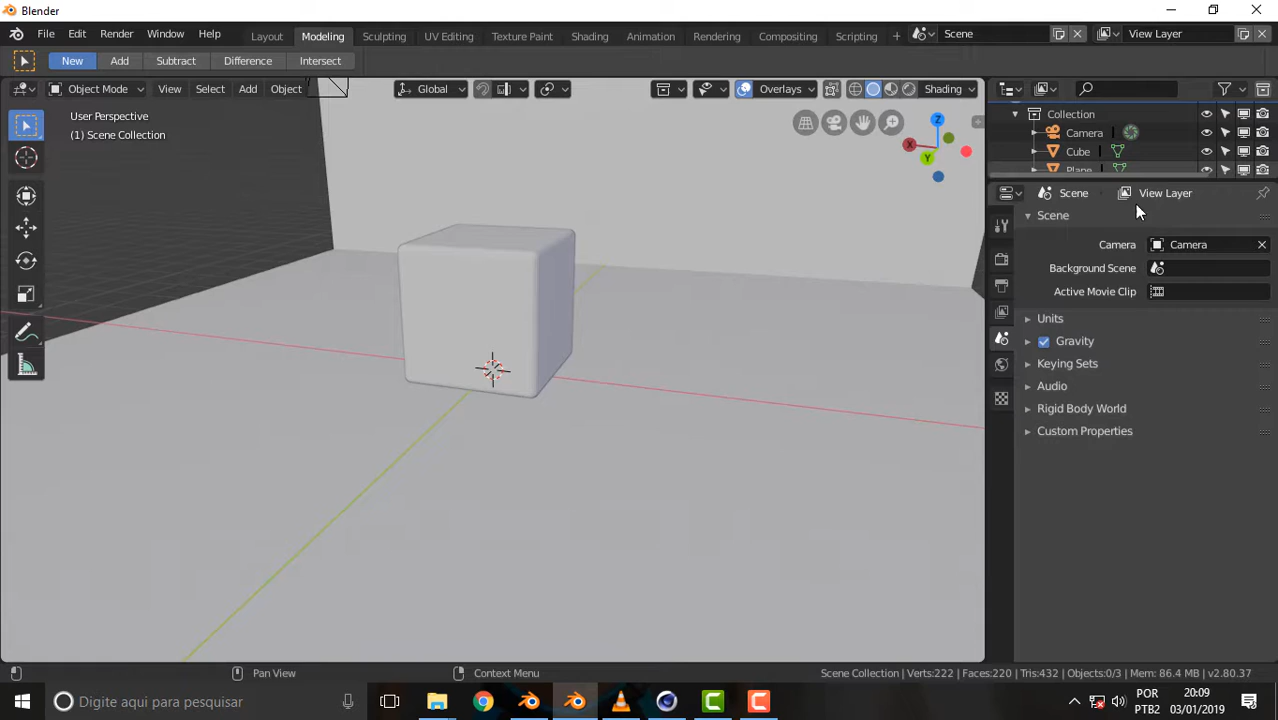 Blender
File Edit Render Window Help Layout Modeling Sculpting UV Editing Texture Paint Shading Animation Rendering Compositing Scripting + Scene View Layer
New Add Subtract Difference Intersect
Object Mode View Select Add Object Global Overlays Shading
User Perspective
(1) Scene Collection
Z
X
Y
Collection
Camera
Cube
Plane
Scene View Layer
Scene
Camera Camera
Background Scene
Active Movie Clip
Units
Gravity
Keying Sets
Audio
Rigid Body World
Custom Properties
Pan View Context Menu Scene Collection | Verts:222 | Faces:220 | Tris:432 | Objects:0/3 | Mem: 86.4 MB | v2.80.37
Digite aqui para pesquisar
POR
PTB2
20:09
03/01/2019